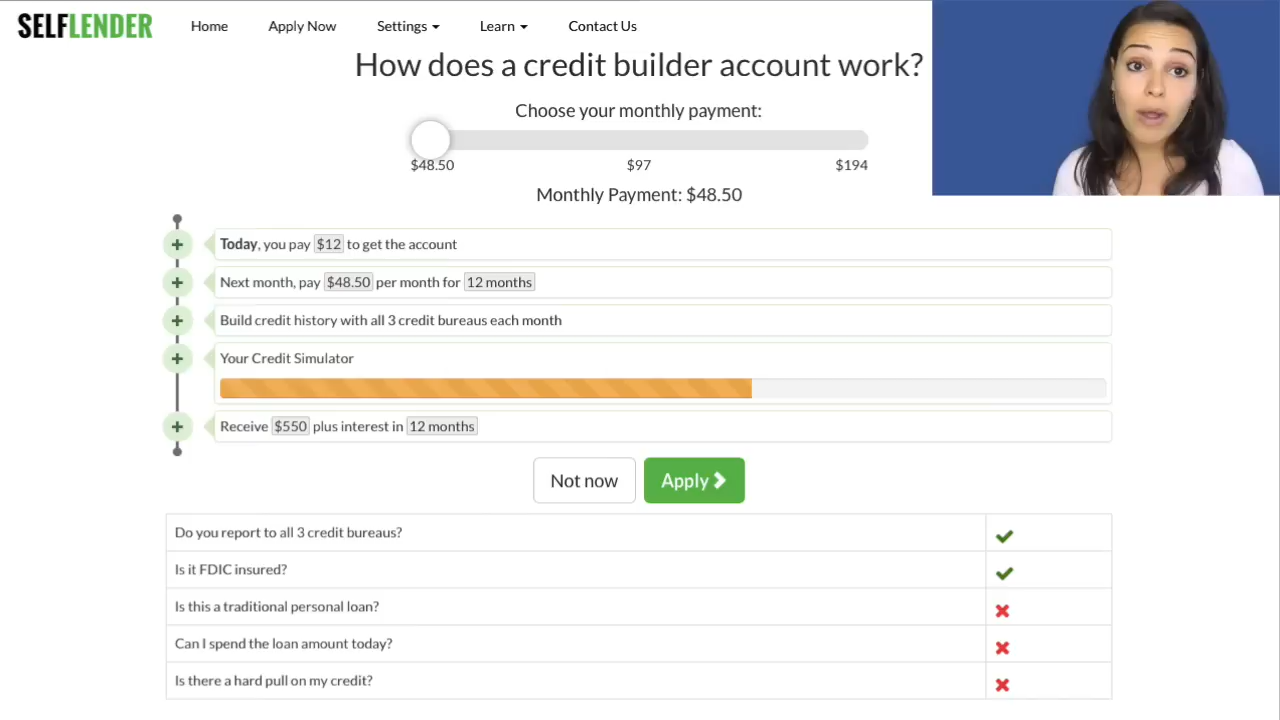 SELFLENDER
Home Apply Now Settings Learn Contact Us
How does a credit builder account work?
Choose your monthly payment:
$48.50 $97 $194
Monthly Payment: $48.50
Today, you pay $12 to get the account
Next month, pay $48.50 per month for 12 months
Build credit history with all 3 credit bureaus each month
Your Credit Simulator
Receive $550 plus interest in 12 months
Not now Apply
Do you report to all 3 credit bureaus?
Is it FDIC insured?
Is this a traditional personal loan?
Can I spend the loan amount today?
Is there a hard pull on my credit?